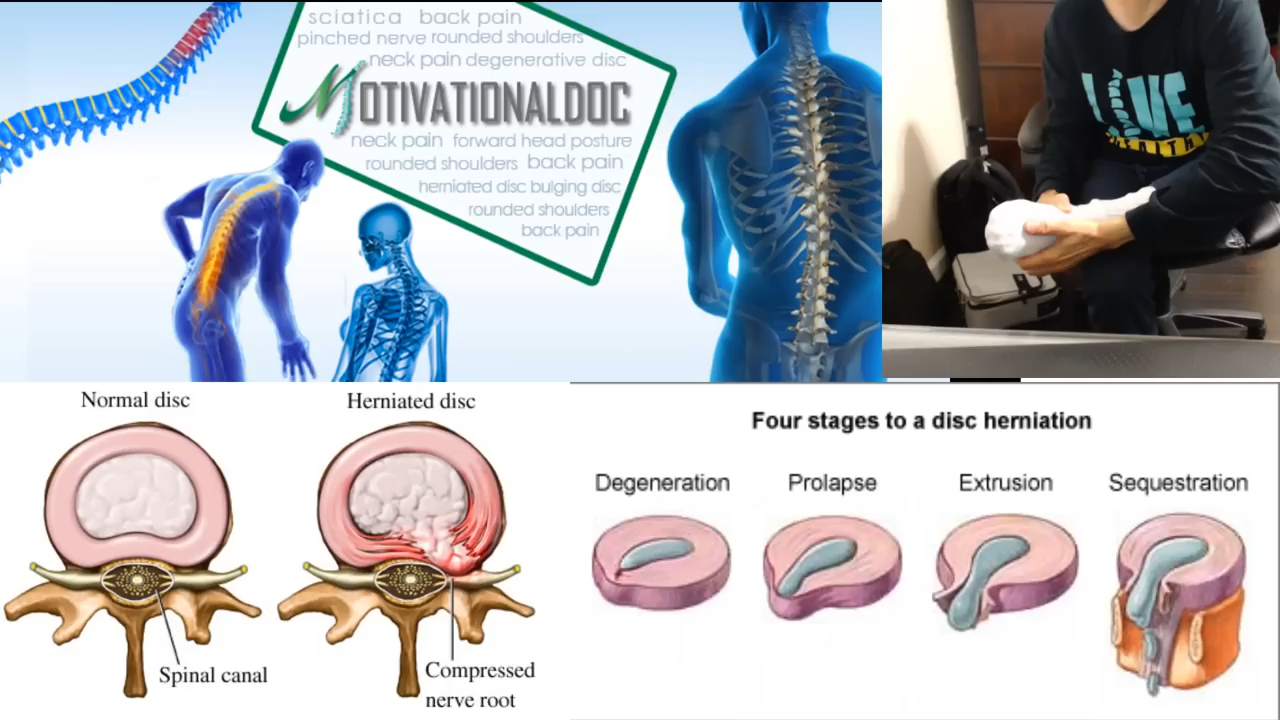 sciatica back pain
pinched nerve rounded shoulders
neck pain degenerative disc
MOTIVATIONALDOC
neck pain forward head posture
rounded shoulders back pain
herniated disc bulging disc
rounded shoulders
back pain
LIVE
HEALTHY
Normal disc
Herniated disc
Spinal canal
Compressed
nerve root
Four stages to a disc herniation
Degeneration Prolapse Extrusion Sequestration